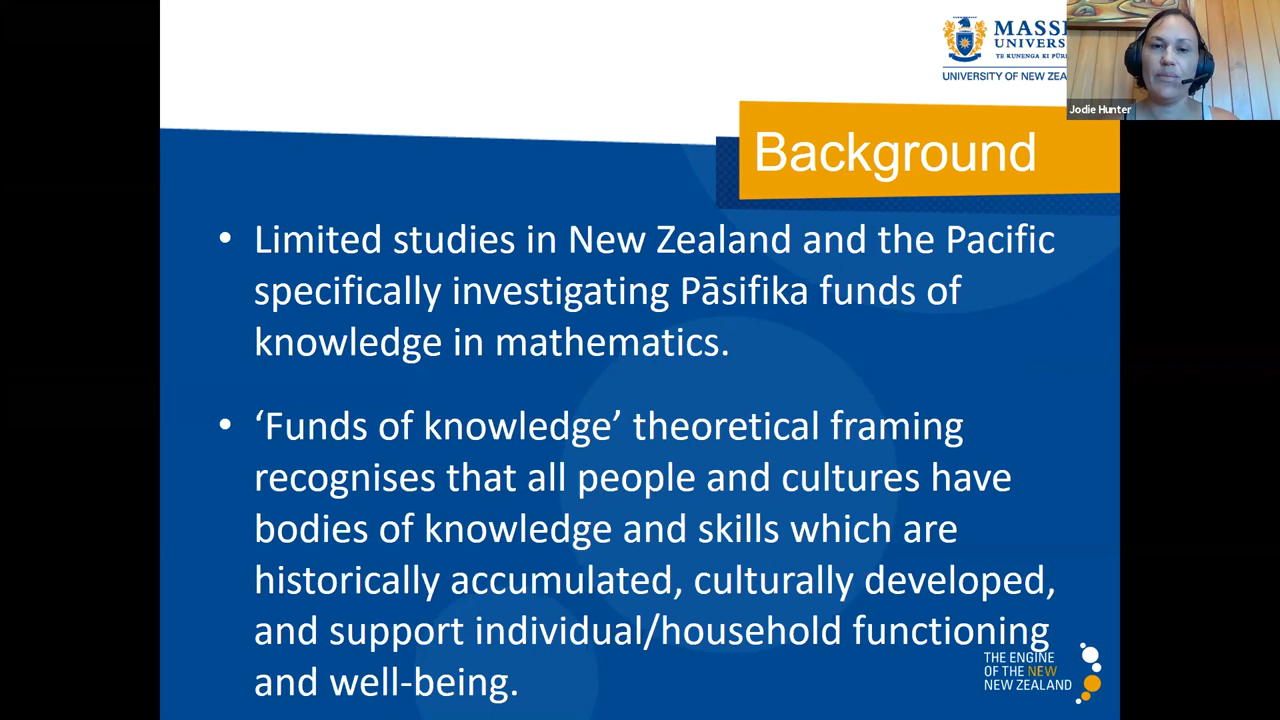 MASSE
UNIVERS
TE KUNENGA KI PŪR
UNIVERSITY OF NEW ZEA
Jodie Hunter
Background
• Limited studies in New Zealand and the Pacific
specifically investigating Pāsifika funds of
knowledge in mathematics.
• ‘Funds of knowledge’ theoretical framing
recognises that all people and cultures have
bodies of knowledge and skills which are
historically accumulated, culturally developed,
and support individual/household functioning
and well-being.
THE ENGINE
OF THE NEW
NEW ZEALAND